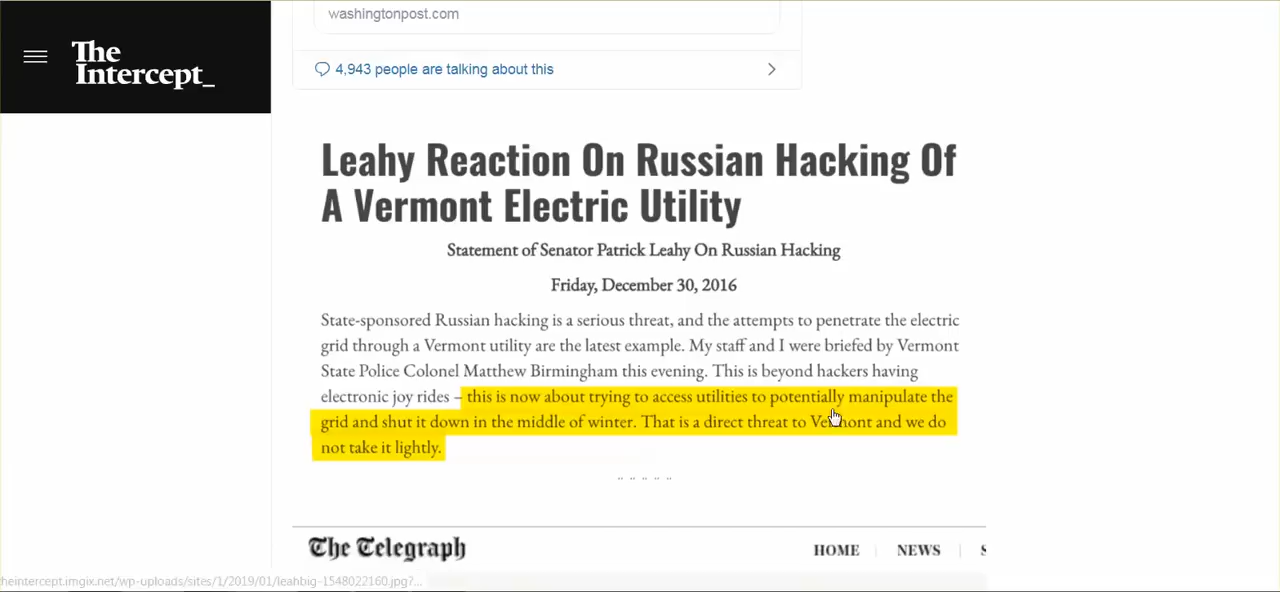 washingtonpost.com
The
Intercept_
4,943 people are talking about this
Leahy Reaction On Russian Hacking Of
A Vermont Electric Utility
Statement of Senator Patrick Leahy On Russian Hacking
Friday, December 30, 2016
State-sponsored Russian hacking is a serious threat, and the attempts to penetrate the electric
grid through a Vermont utility are the latest example. My staff and I were briefed by Vermont
State Police Colonel Matthew Birmingham this evening. This is beyond hackers having
electronic joy rides – this is now about trying to access utilities to potentially manipulate the
grid and shut it down in the middle of winter. That is a direct threat to Vermont and we do
not take it lightly.
The Telegraph HOME NEWS S
heintercept.imgix.net/wp-uploads/sites/1/2019/01/leahbig-1548022160.jpg?...